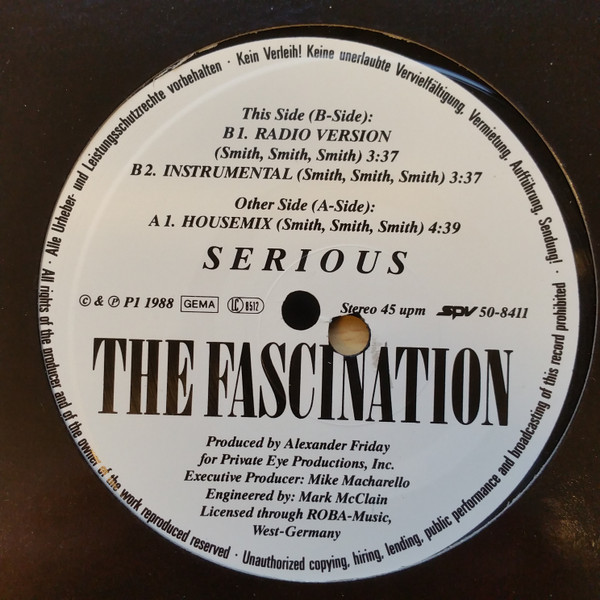 This Side (B-Side):
B 1. RADIO VERSION
(Smith, Smith, Smith) 3:37
B 2. INSTRUMENTAL (Smith, Smith, Smith) 3:37
Other Side (A-Side):
A 1. HOUSEMIX (Smith, Smith, Smith) 4:39
SERIOUS
© & ℗ P1 1988 GEMA LC 8512 Stereo 45 upm SPV 50-8411
THE FASCINATION
Produced by Alexander Friday
for Private Eye Productions, Inc.
Executive Producer: Mike Macharello
Engineered by: Mark McClain
Licensed through ROBA-Music,
West-Germany
· Alle Urheber- und Leistungsschutzrechte vorbehalten · Kein Verleih! Keine unerlaubte Vervielfältigung, Vermietung, Aufführung, Sendung! ·
All rights of the producer and of the owner of the work reproduced reserved · Unauthorized copying, hiring, lending, public performance and broadcasting of this record prohibited